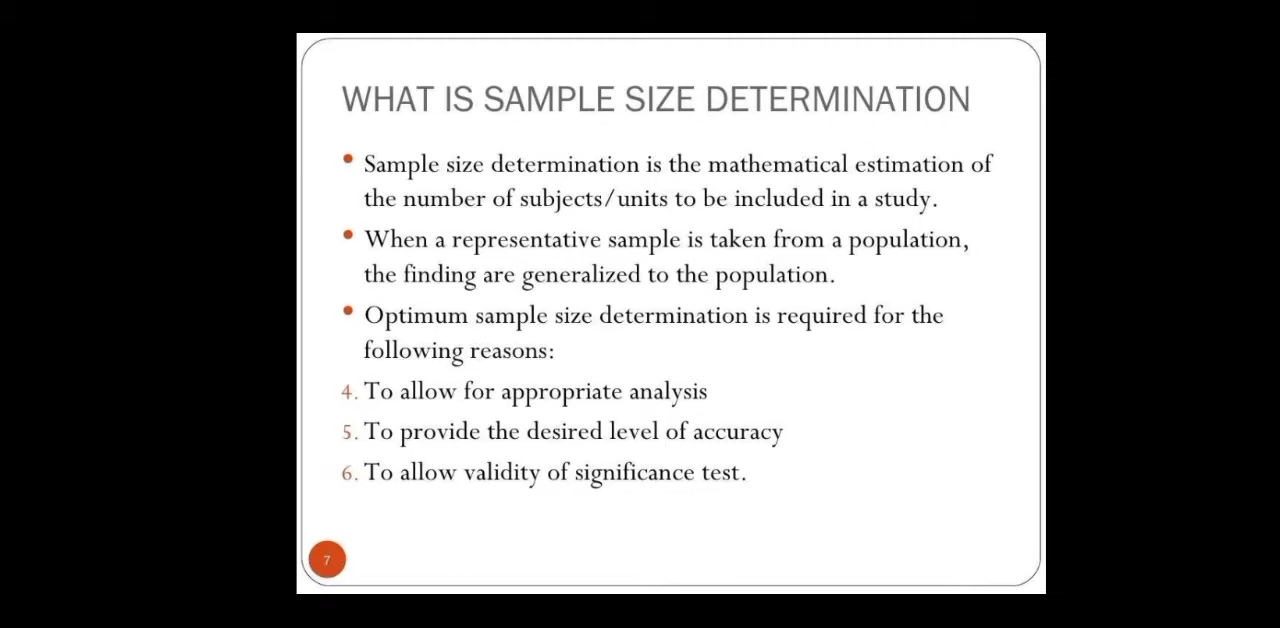 WHAT IS SAMPLE SIZE DETERMINATION
• Sample size determination is the mathematical estimation of
the number of subjects/units to be included in a study.
• When a representative sample is taken from a population,
the finding are generalized to the population.
• Optimum sample size determination is required for the
following reasons:
4. To allow for appropriate analysis
5. To provide the desired level of accuracy
6. To allow validity of significance test.
7